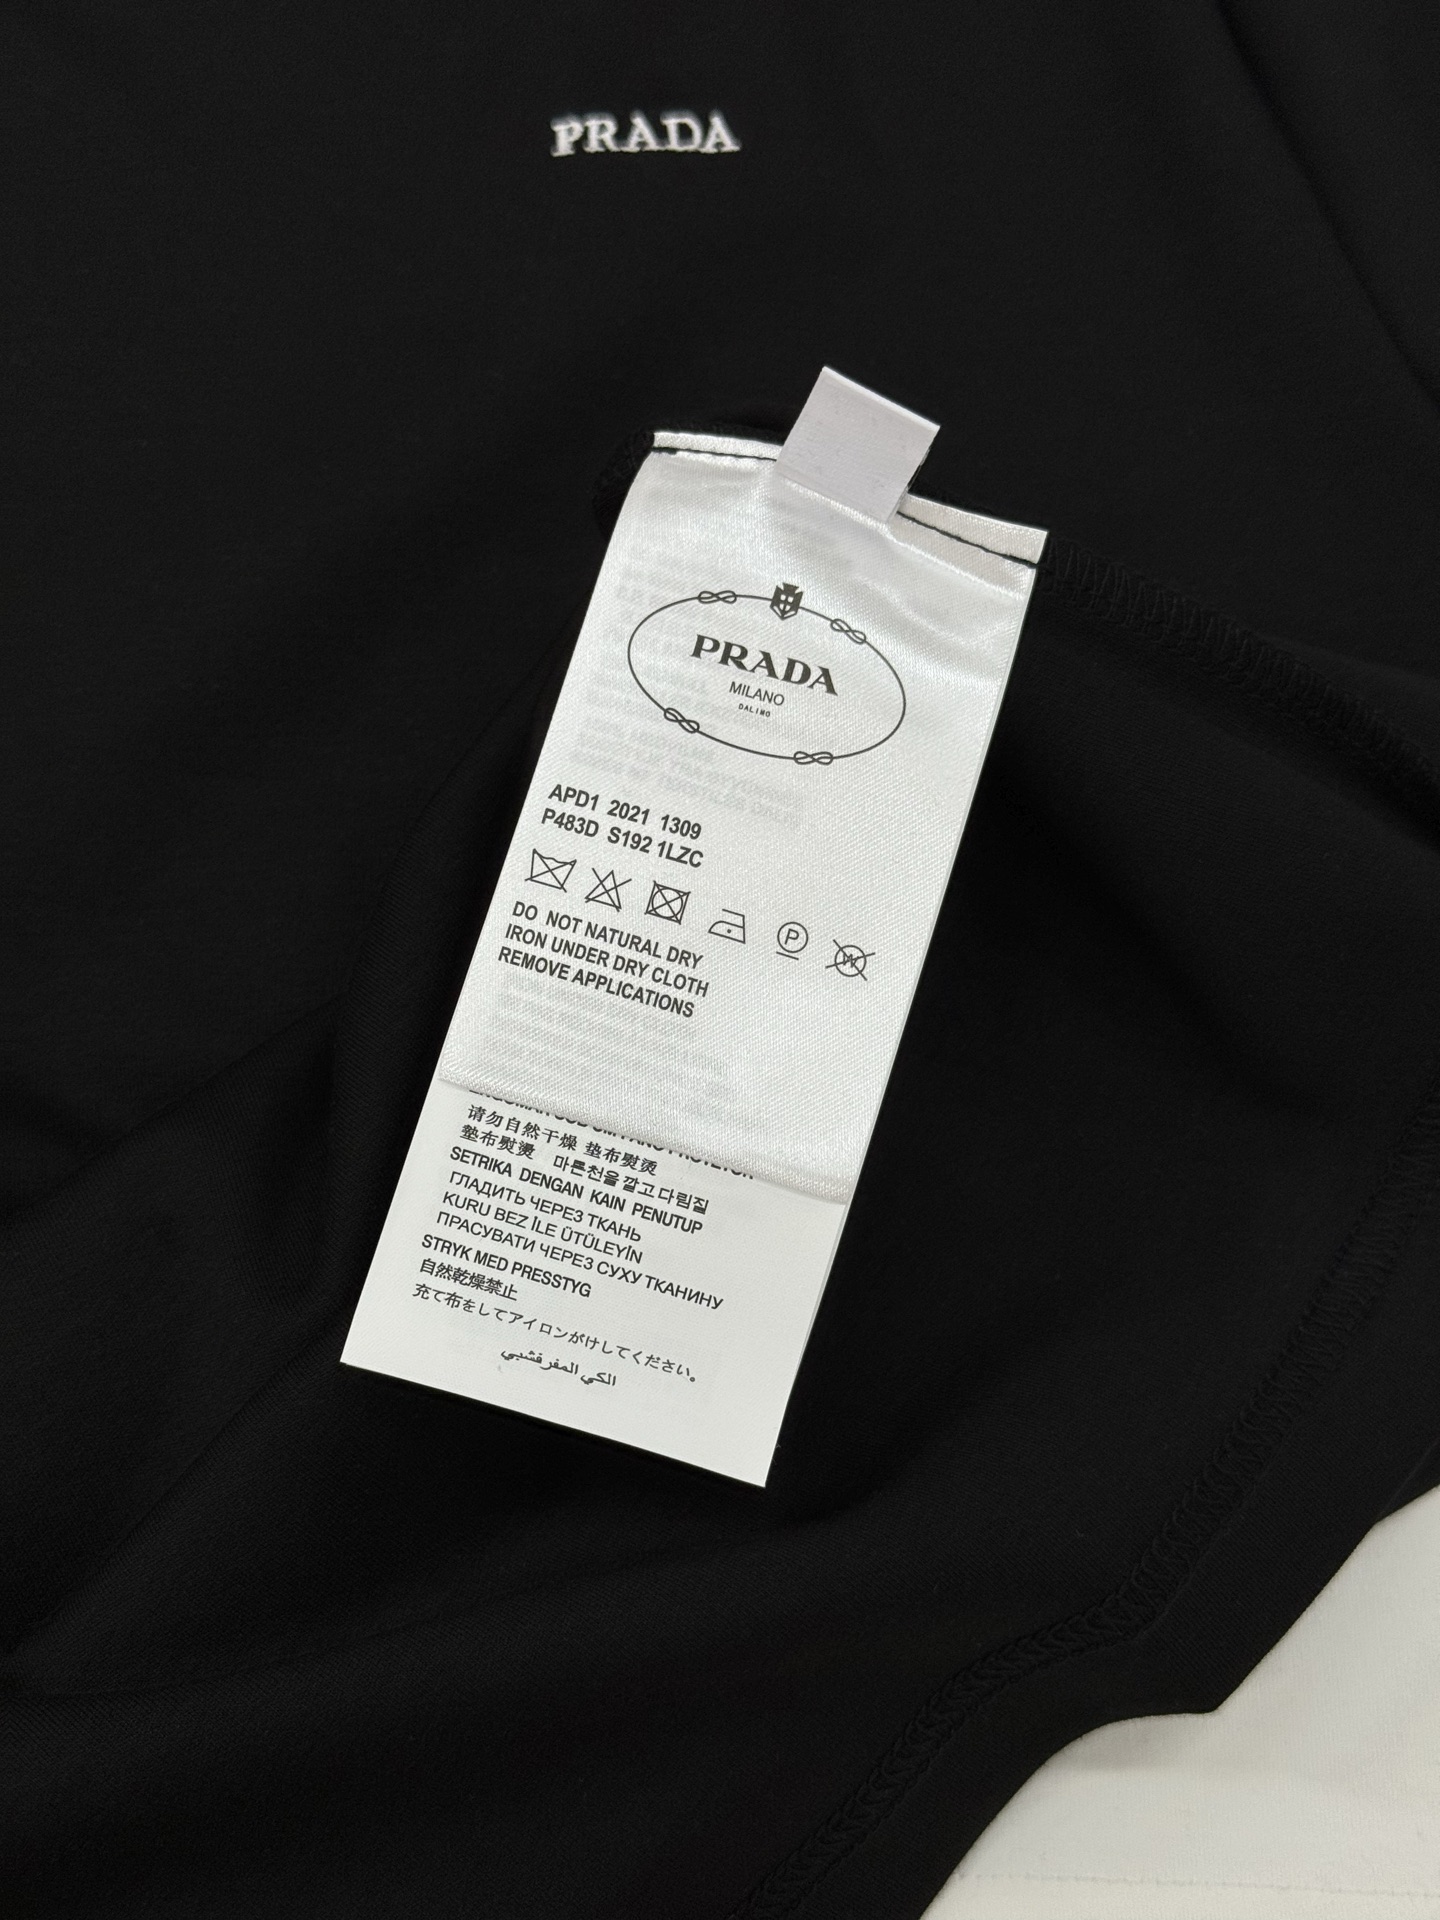 PRADA
PRADA
MILANO
DALIMO
APD1 2021 1309
P483D S192 1LZC
P
W
DO NOT NATURAL DRY
IRON UNDER DRY CLOTH
REMOVE APPLICATIONS
请勿自然干燥 垫布熨烫
墊布熨燙 마른천을깔고다림질
SETRIKA DENGAN KAIN PENUTUP
ГЛАДИТЬ ЧЕРЕЗ ТКАНЬ
KURU BEZ İLE ÜTÜLEYİN
ПРАСУВАТИ ЧЕРЕЗ СУХУ ТКАНИНУ
STRYK MED PRESSTYG
自然乾燥禁止
充て布をしてアイロンがけしてください。